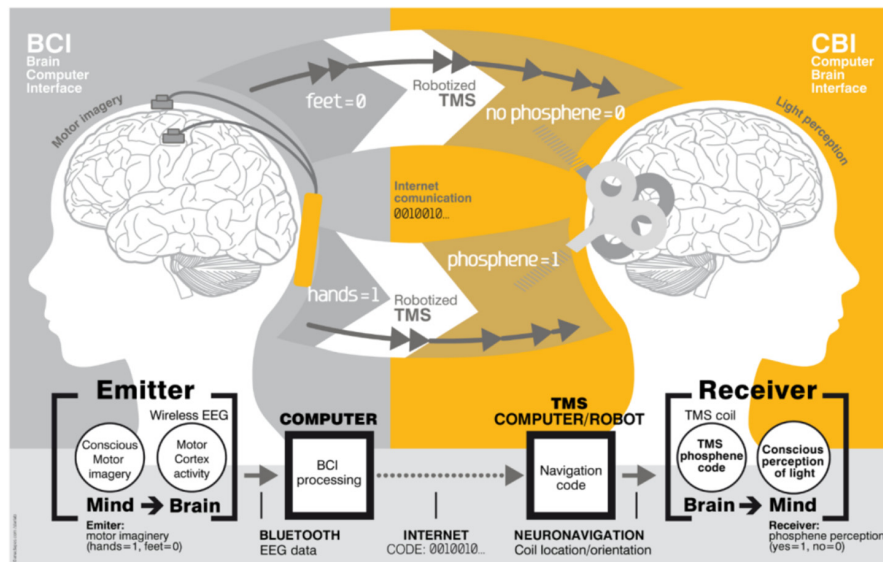 BCI
Brain
Computer
Interface
CBI
Computer
Brain
Interface
Motor imagery
feet=0
Robotized
TMS
no phosphene=0
Light perception
Internet
comunication
0010010...
hands=1
Robotized
TMS
phosphene=1
Emitter
Wireless EEG
Conscious
Motor
imagery
Motor
Cortex
activity
Mind
Brain
Emiter:
motor imaginery
(hands=1, feet=0)
COMPUTER
BCI
processing
BLUETOOTH
EEG data
INTERNET
CODE: 0010010...
TMS
COMPUTER/ROBOT
Navigation
code
NEURONAVIGATION
Coil location/orientation
Receiver
TMS coil
TMS
phosphene
code
Conscious
perception
of light
Brain
Mind
Receiver:
phosphene perception
(yes=1, no=0)